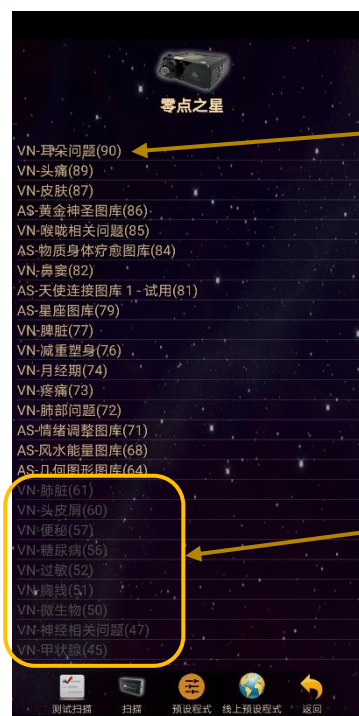 零点之星
VN-耳朵问题(90)
VN-头痛(89)
VN-皮肤(87)
AS-黄金神圣图库(86)
VN-喉咙相关问题(85)
AS-物质身体疗愈图库(84)
VN-鼻窦(82)
AS-天使连接图库 1 - 试用(81)
AS-星座图库(79)
VN-脾脏(77)
VN-减重塑身(76)
VN-月经期(74)
VN-疼痛(73)
VN-肺部问题(72)
AS-情绪调整图库(71)
AS-风水能量图库(68)
AS-几何图形图库(64)
VN-肺脏(61)
VN-头皮屑(60)
VN-便秘(57)
VN-糖尿病(56)
VN-过敏(52)
VN-胸线(51)
VN-微生物(50)
VN-神经相关问题(47)
VN-甲状腺(45)
测试扫描 扫描 预设程式 线上预设程式 返回